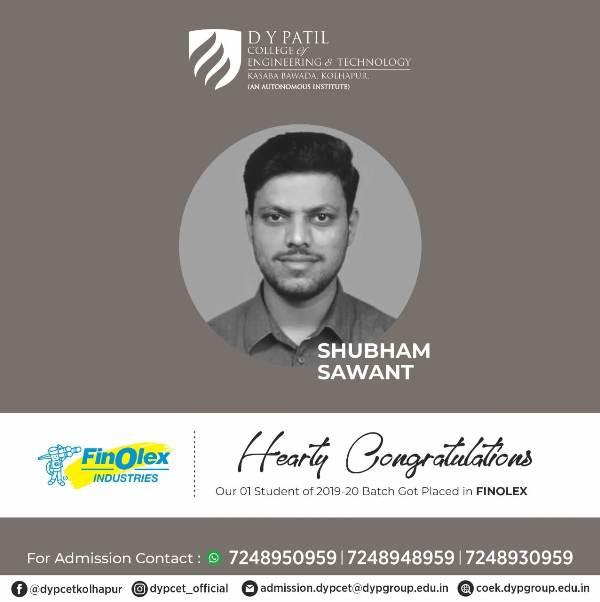 D Y PATIL
COLLEGE of
ENGINEERING & TECHNOLOGY
KASABA BAWADA, KOLHAPUR.
(AN AUTONOMOUS INSTITUTE)
SHUBHAM
SAWANT
FinOlex
INDUSTRIES
Hearty Congratulations
Our 01 Student of 2019-20 Batch Got Placed in FINOLEX
For Admission Contact : 7248950959 | 7248948959 | 7248930959
@dypcetkolhapur dypcet_official admission.dypcet@dypgroup.edu.in coek.dypgroup.edu.in